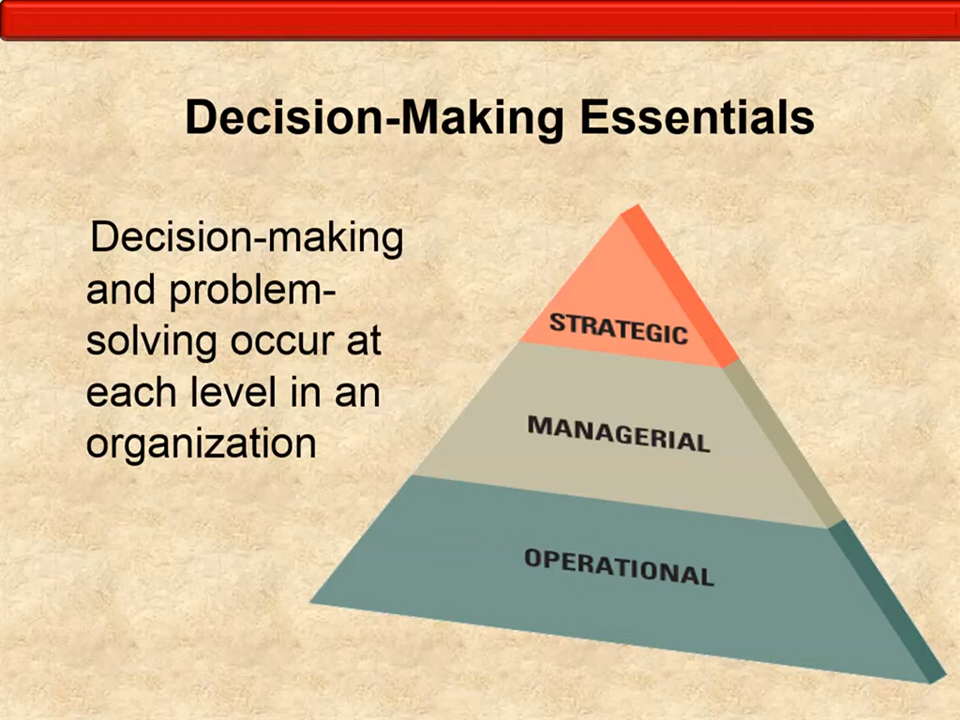 Decision-Making Essentials
Decision-making
and problem-
solving occur at
each level in an
organization
STRATEGIC
MANAGERIAL
OPERATIONAL